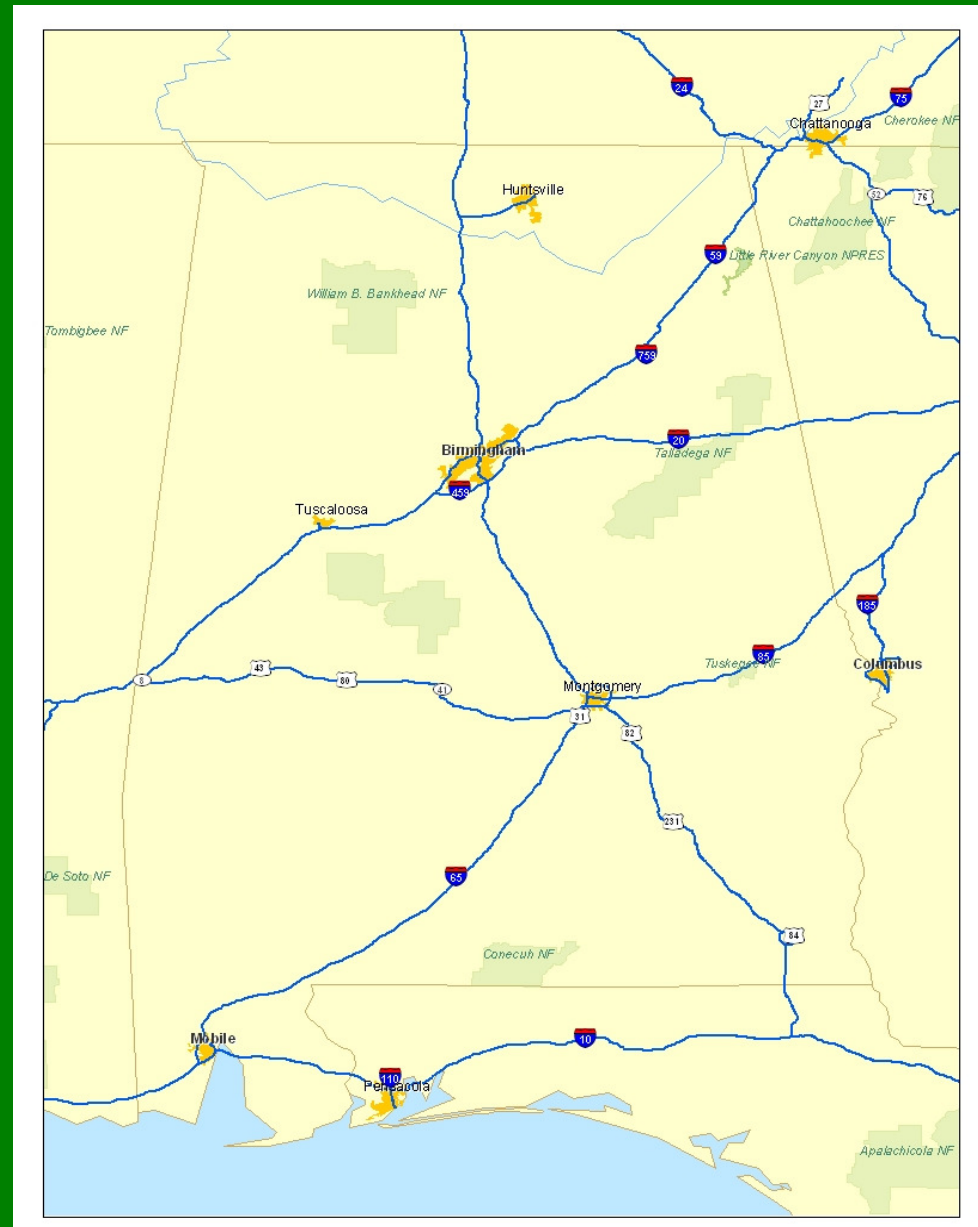 24
75
27
Chattanooga
Cherokee NF
Huntsville
52
76
Chattahoochee NF
59
Little River Canyon NPRES
William B. Bankhead NF
Tombigbee NF
759
Birmingham
20
Talladega NF
459
Tuscaloosa
185
85
Tuskegee NF
Columbus
43
8
80
41
Montgomery
31
82
231
65
De Soto NF
84
Conecuh NF
Mobile
10
110
Pensacola
Apalachicola NF